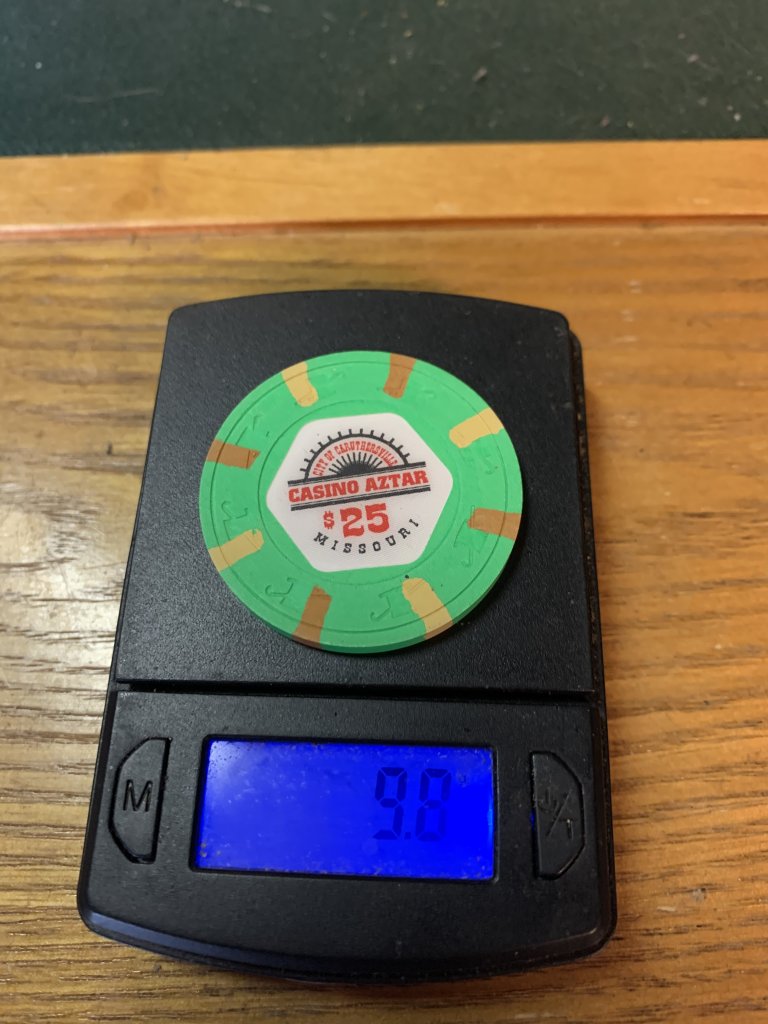 CITY OF CARUTHERSVILLE
CASINO AZTAR
$25
MISSOURI
M
9.8